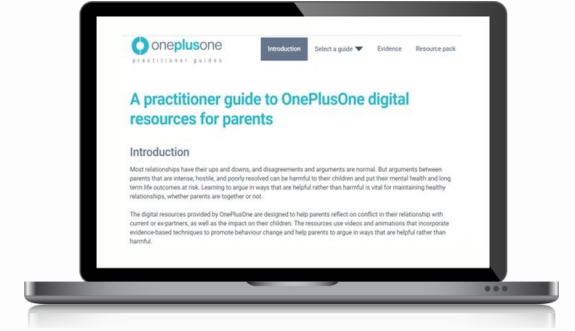 oneplusone
practitioner guides
Introduction Select a guide Evidence Resource pack
A practitioner guide to OnePlusOne digital
resources for parents
Introduction
Most relationships have their ups and downs, and disagreements and arguments are normal. But arguments between
parents that are intense, hostile, and poorly resolved can be harmful to their children and put their mental health and long
term life outcomes at risk. Learning to argue in ways that are helpful rather than harmful is vital for maintaining healthy
relationships, whether parents are together or not.
The digital resources provided by OnePlusOne are designed to help parents reflect on conflict in their relationship with
current or ex-partners, as well as the impact on their children. The resources use videos and animations that incorporate
evidence-based techniques to promote behaviour change and help parents to argue in ways that are helpful rather than
harmful.